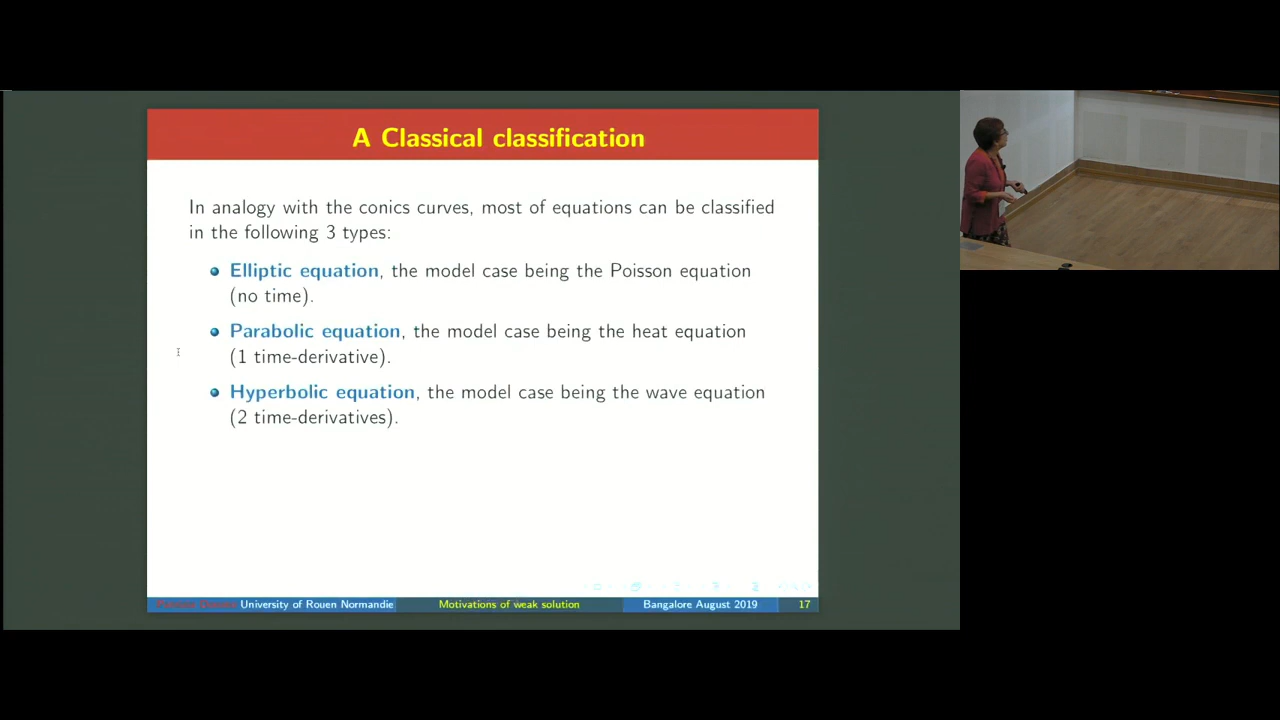 A Classical classification
In analogy with the conics curves, most of equations can be classified
in the following 3 types:
Elliptic equation, the model case being the Poisson equation
(no time).
Parabolic equation, the model case being the heat equation
(1 time-derivative).
Hyperbolic equation, the model case being the wave equation
(2 time-derivatives).
University of Rouen Normandie Motivations of weak solution Bangalore August 2019 17